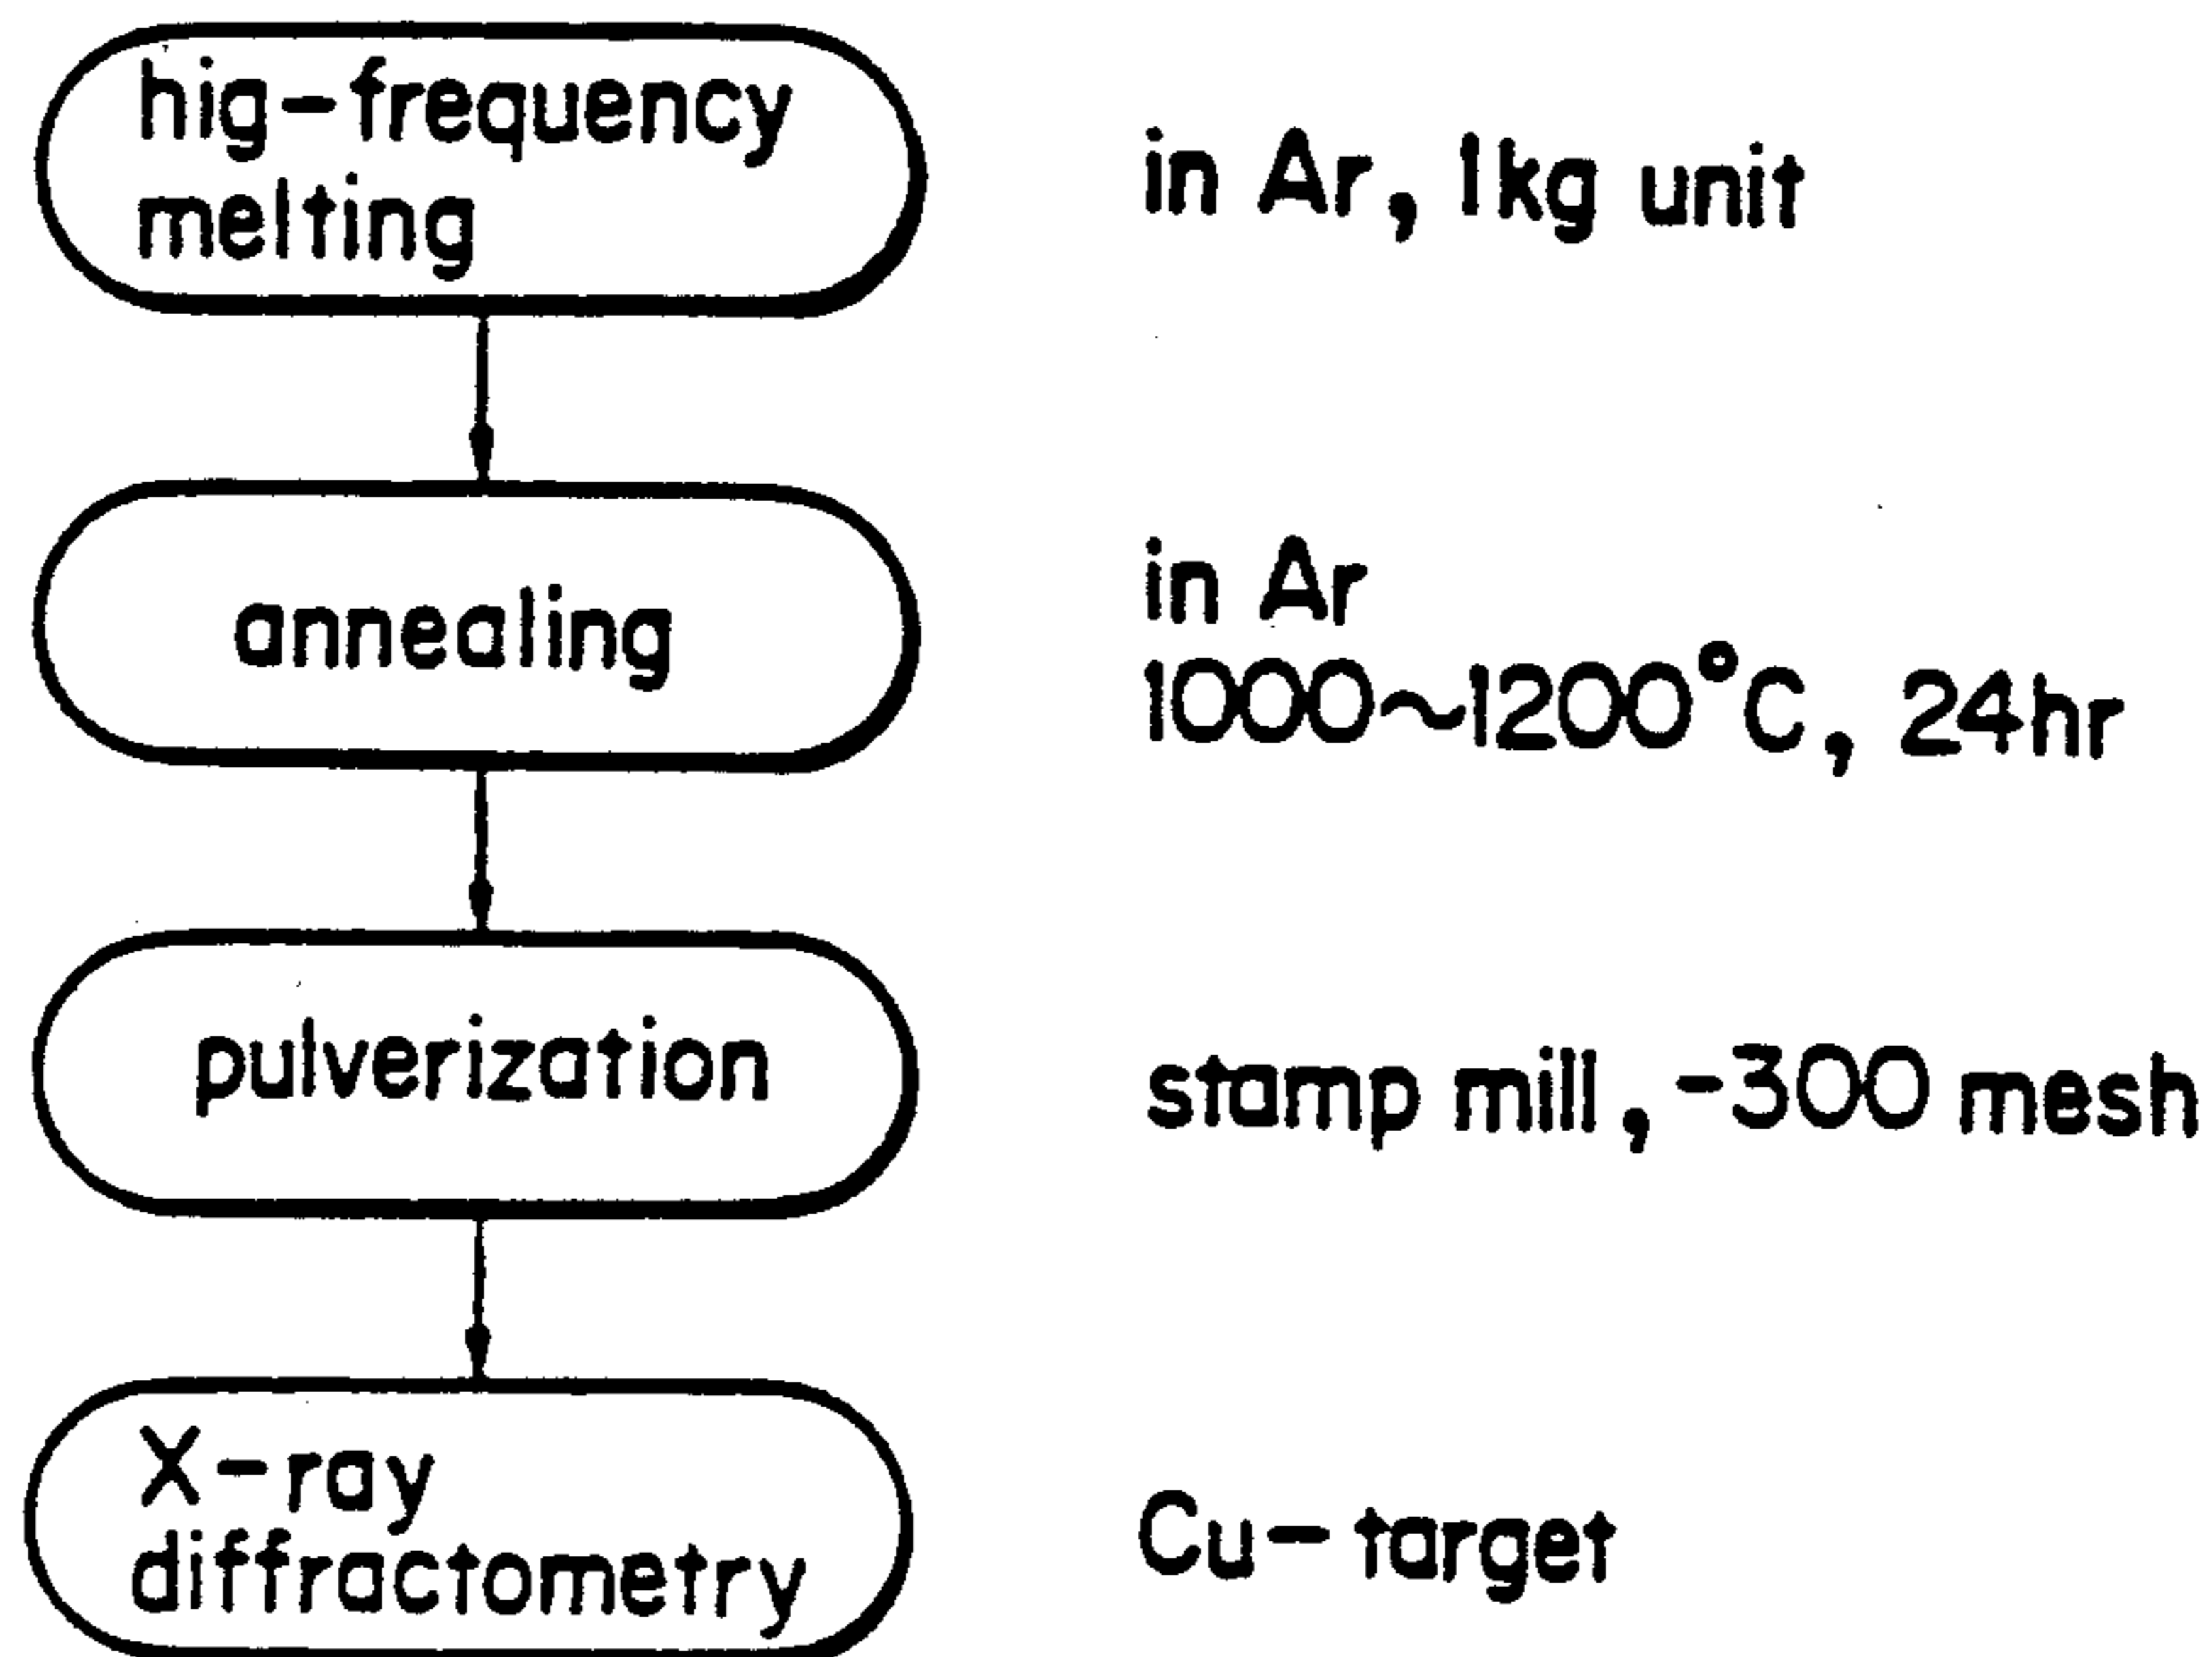 hig-frequency
melting
in Ar, 1kg unit
annealing
in Ar
1000~1200°C, 24hr
pulverization
stamp mill, -300 mesh
X-ray
diffractometry
Cu-target